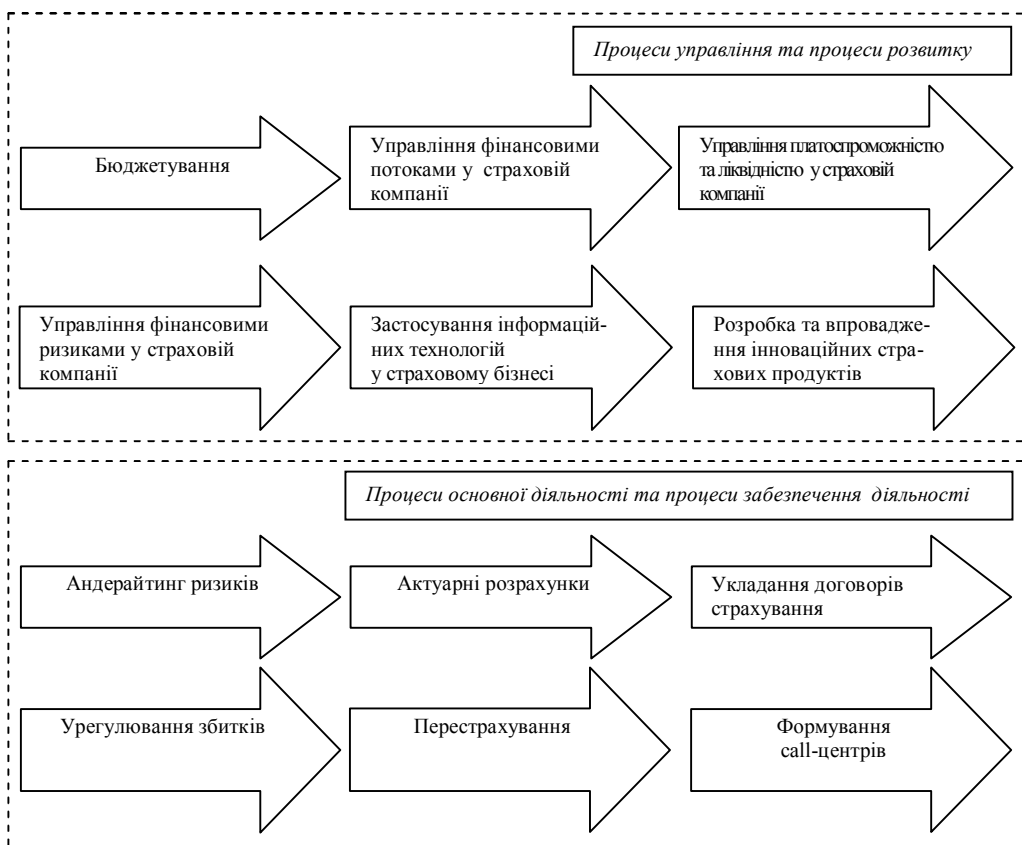 Процеси управління та процеси розвитку
Бюджетування
Управління фінансовими
потоками у страховій
компанії
Управління платоспроможністю
та ліквідністю у страховій
компанії
Управління фінансовими
ризиками у страховій
компанії
Застосування інформацій-
них технологій
у страховому бізнесі
Розробка та впровадже-
ння інноваційних стра-
хових продуктів
Процеси основної діяльності та процеси забезпечення діяльності
Андерайтинг ризиків
Актуарні розрахунки
Укладання договорів
страхування
Урегулювання збитків
Перестрахування
Формування
call-центрів